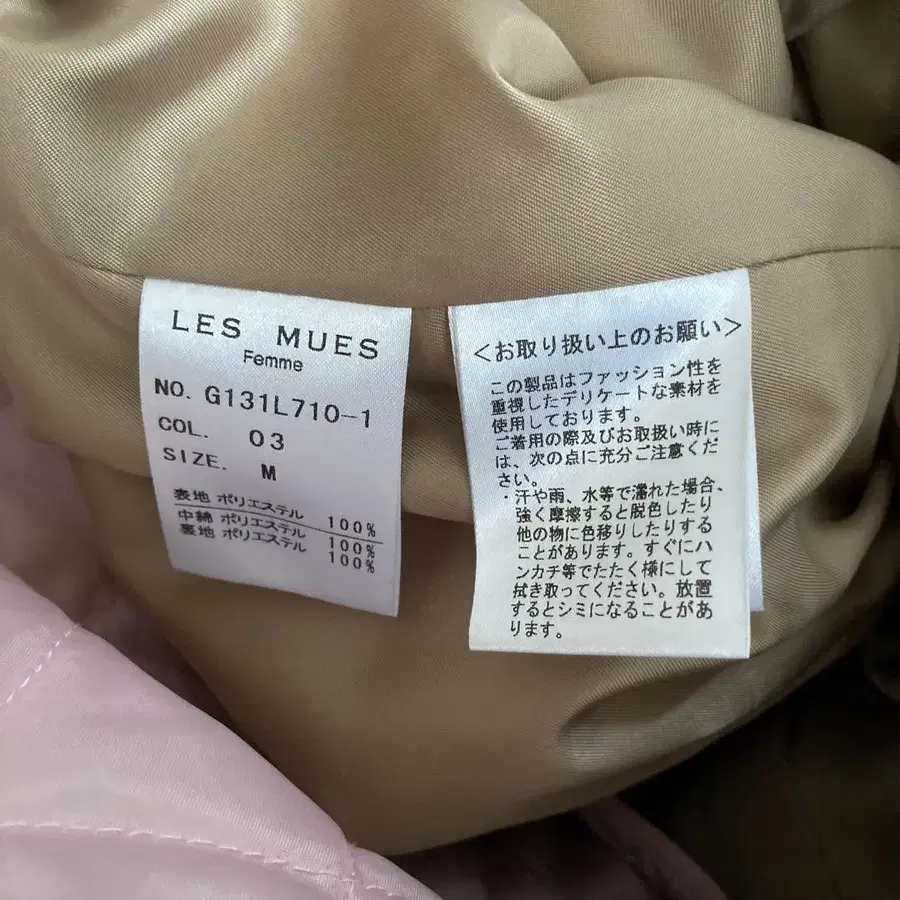 LES MUES
Femme
NO. G131L710-1
COL. 03
SIZE. M
表地 ポリエステル 100%
中綿 ポリエステル 100%
裏地 ポリエステル 100%
<お取り扱い上のお願い>
この製品はファッション性を
重視したデリケートな素材を
使用しております。
ご着用の際及びお取扱い時に
は、次の点に充分ご注意くだ
さい。
・汗や雨、水等で濡れた場合、
強く摩擦すると脱色したり
他の物に色移りしたりする
ことがあります。すぐにハ
ンカチ等でたたく様にして
拭き取ってください。放置
するとシミになることがあ
ります。